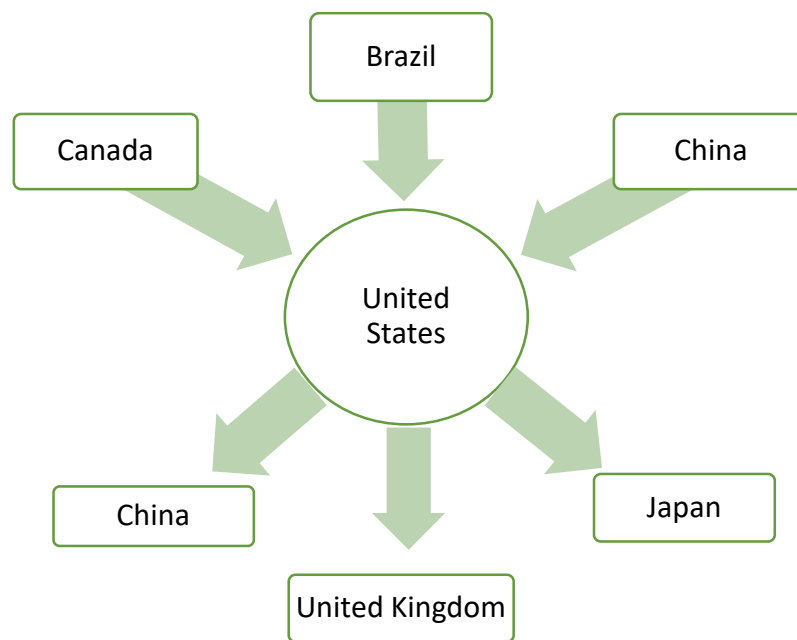 Brazil
Canada
China
United
States
China
Japan
United Kingdom